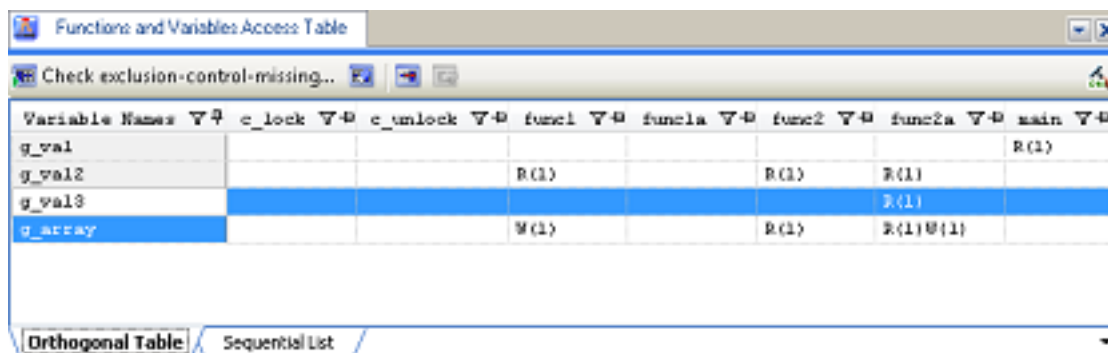 Functions and Variables Access Table
Check exclusion-control-missing...
Variable Names c_lock c_unlock func1 func1a func2 func2a main
g_val R(1)
g_val2 R(1) R(1) R(1)
g_val3 R(1)
g_array W(1) R(1) R(1)W(1)
Orthogonal Table Sequential List